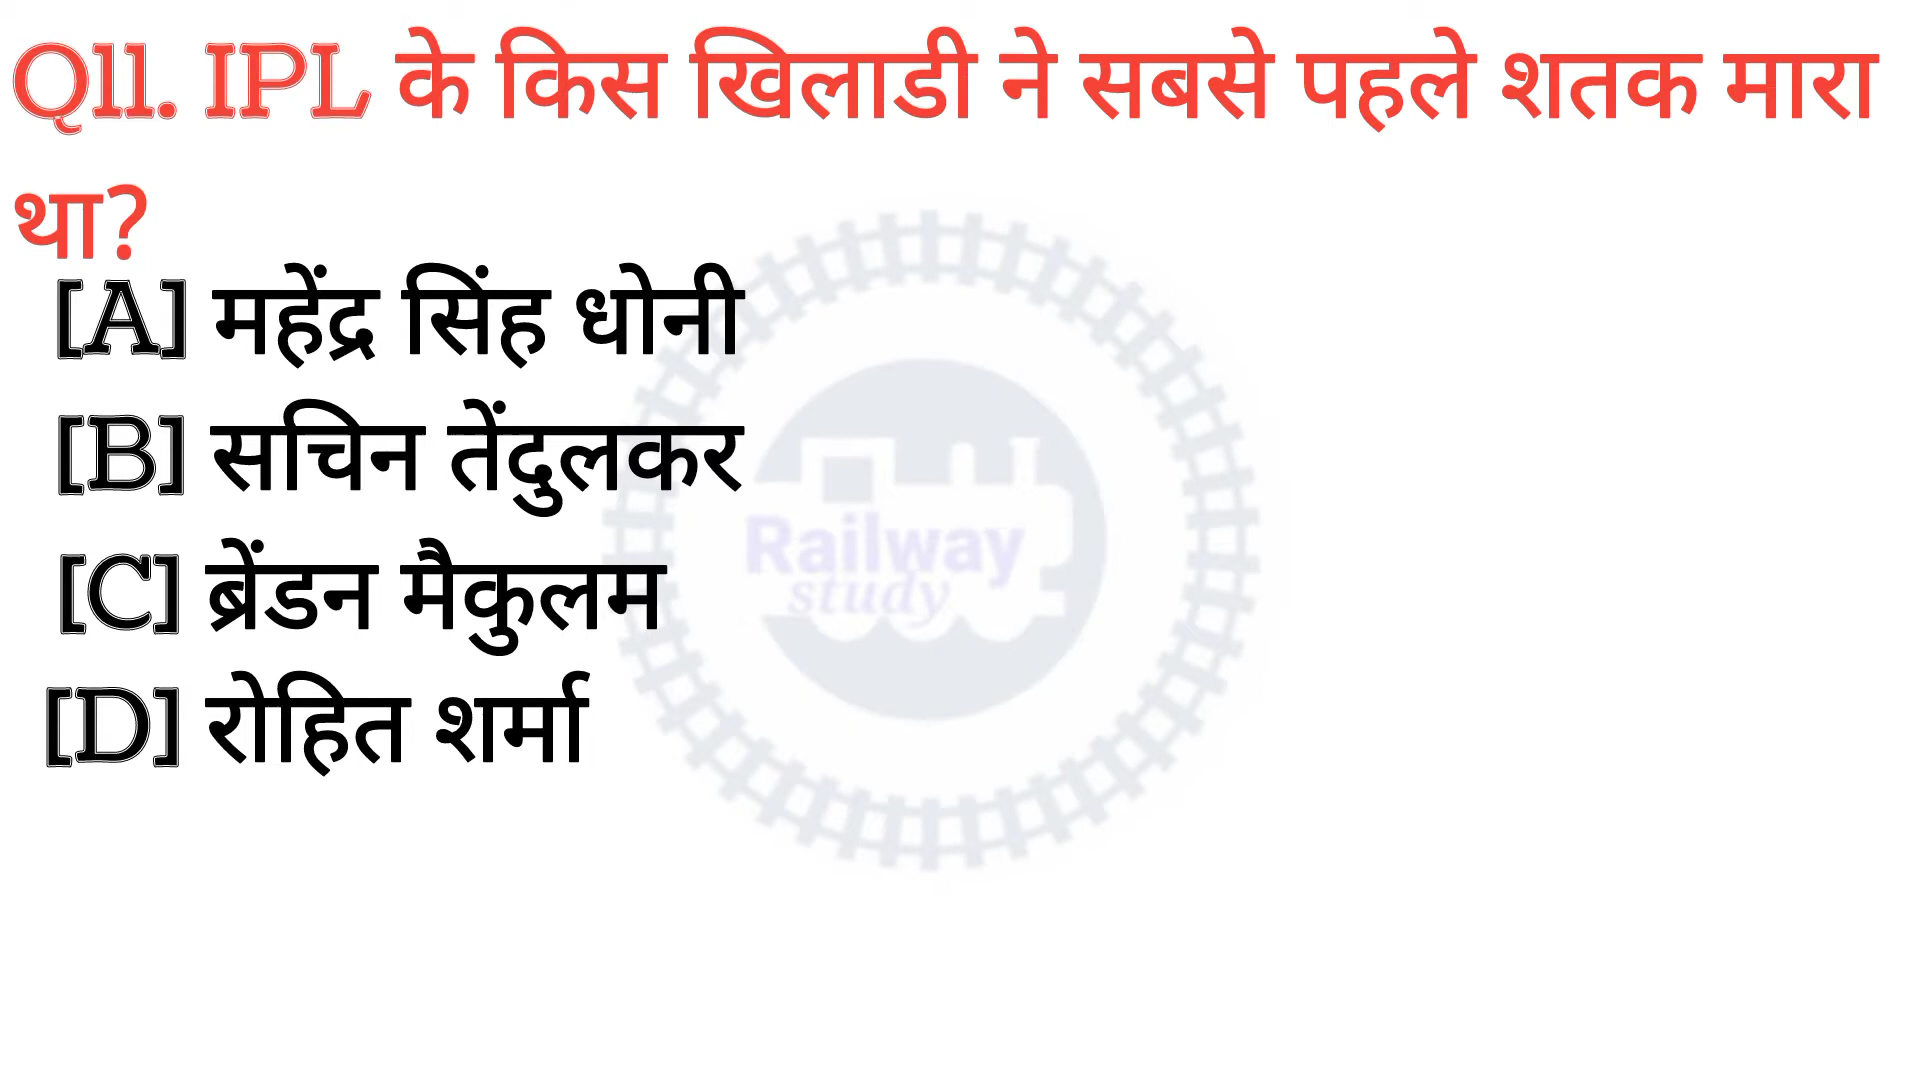 Q11. IPL के किस खिलाडी ने सबसे पहले शतक मारा
था?
[A] महेंद्र सिंह धोनी
[B] सचिन तेंदुलकर
[C] ब्रेंडन मैकुलम
[D] रोहित शर्मा
Railway
study